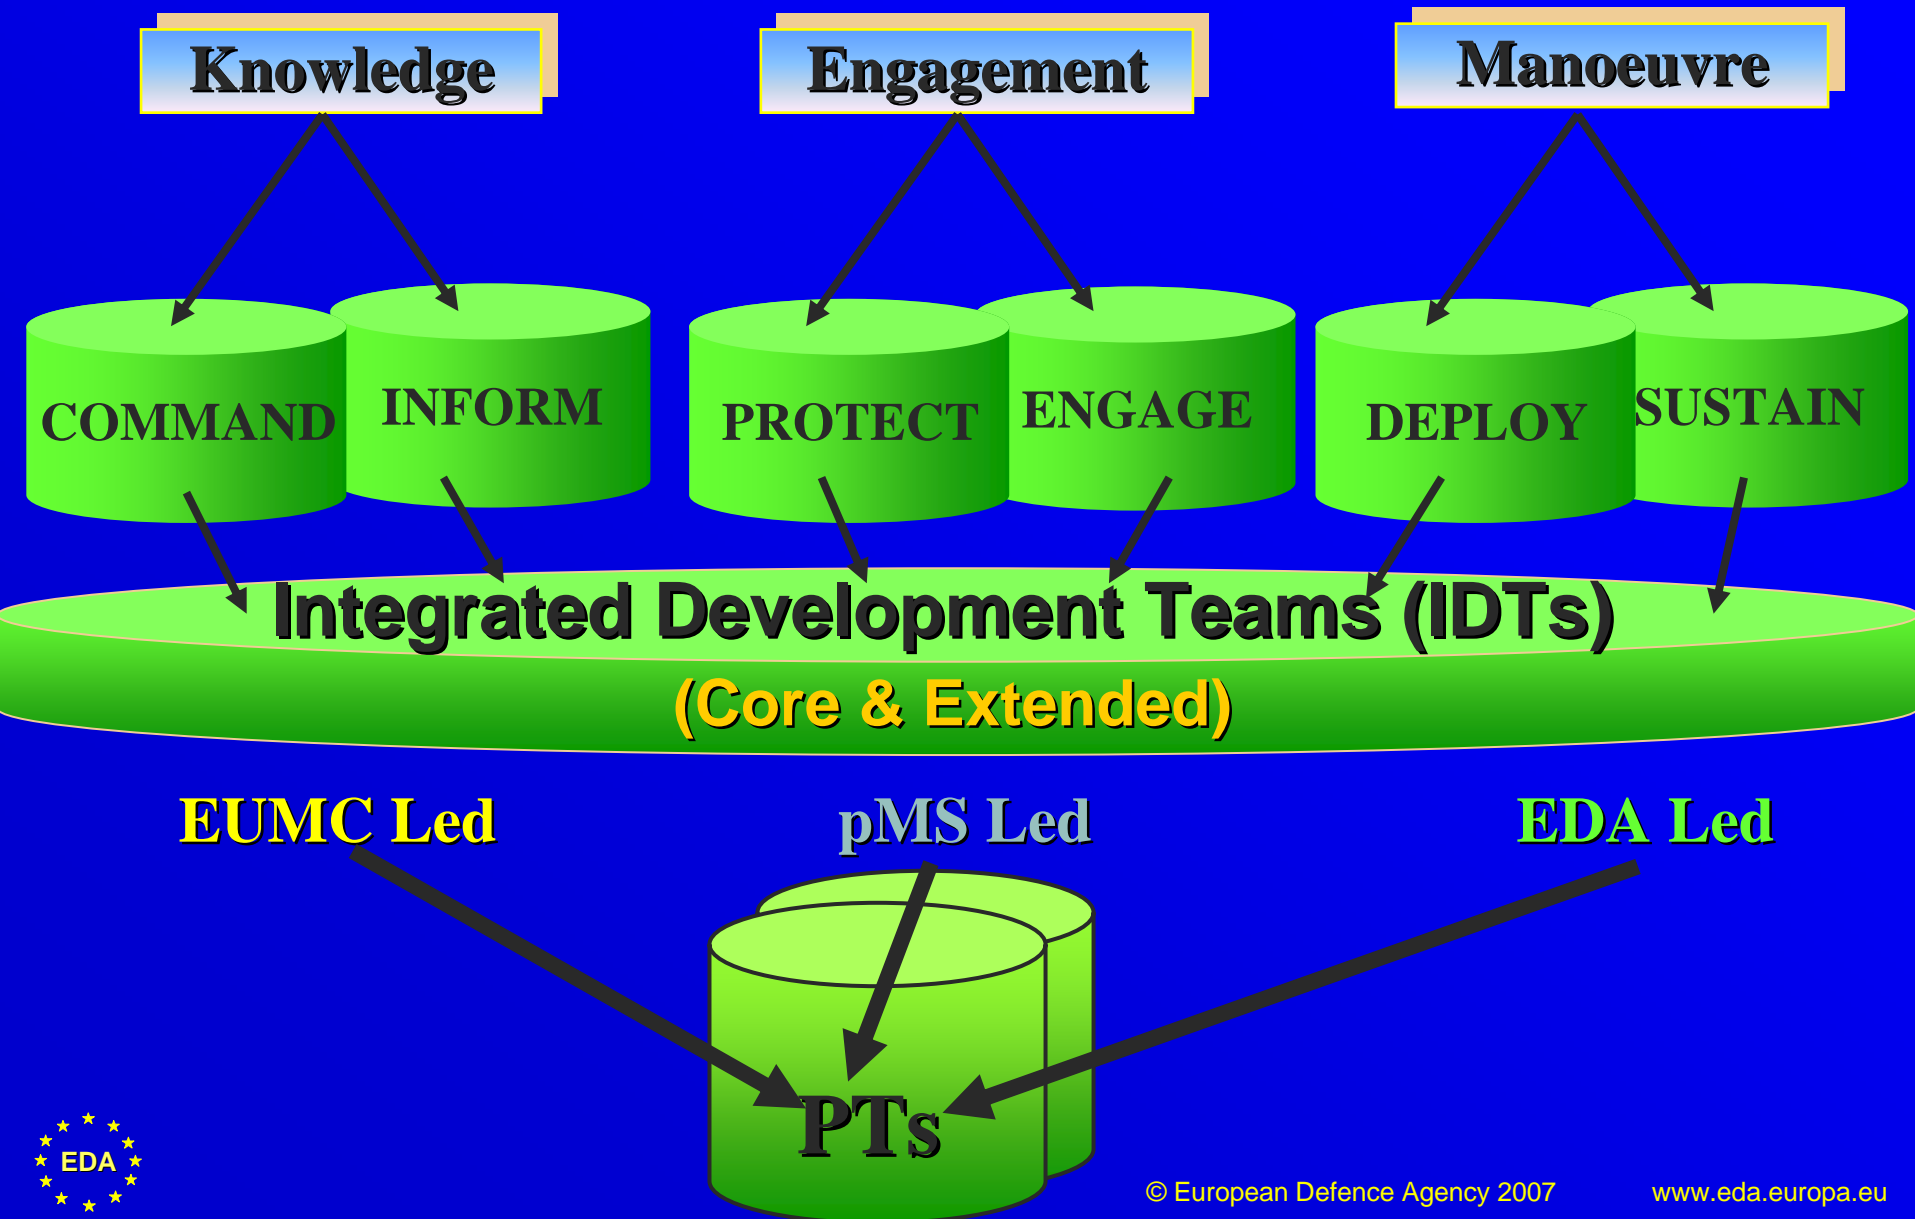 Knowledge
Engagement
Manoeuvre
COMMAND
INFORM
PROTECT
ENGAGE
DEPLOY
SUSTAIN
Integrated Development Teams (IDTs)
(Core & Extended)
EUMC Led
pMS Led
EDA Led
PTs
EDA
© European Defence Agency 2007
www.eda.europa.eu